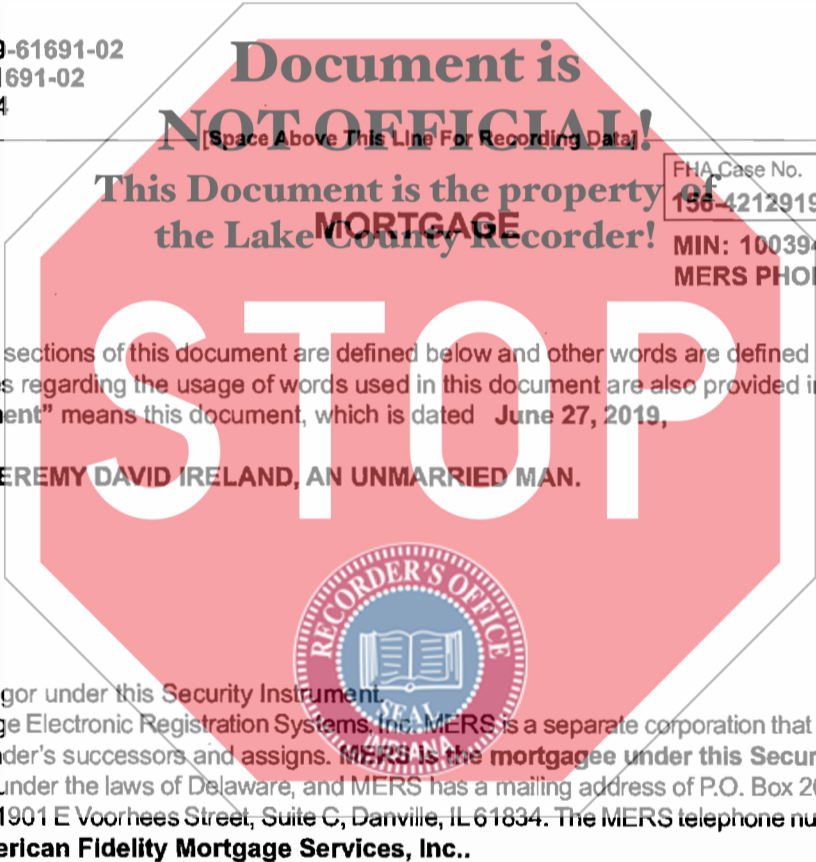 9-61691-02
1691-02
4
Document is
NOT OFFICIAL!
[Space Above This Line For Recording Data]
This Document is the property of
the Lake County Recorder!
FHA Case No.
156-4212919
MORTGAGE
MIN: 100394
MERS PHO
STOP
sections of this document are defined below and other words are defined
s regarding the usage of words used in this document are also provided i
ent" means this document, which is dated June 27, 2019,
EREMY DAVID IRELAND, AN UNMARRIED MAN.
RECORDER'S OFFICE
SEAL
INDIANA
gor under this Security Instrument.
ge Electronic Registration Systems, Inc. MERS is a separate corporation that
der's successors and assigns. MERS is the mortgagee under this Secur
under the laws of Delaware, and MERS has a mailing address of P.O. Box 20
1901 E Voorhees Street, Suite C, Danville, IL 61834. The MERS telephone nu
erican Fidelity Mortgage Services, Inc..